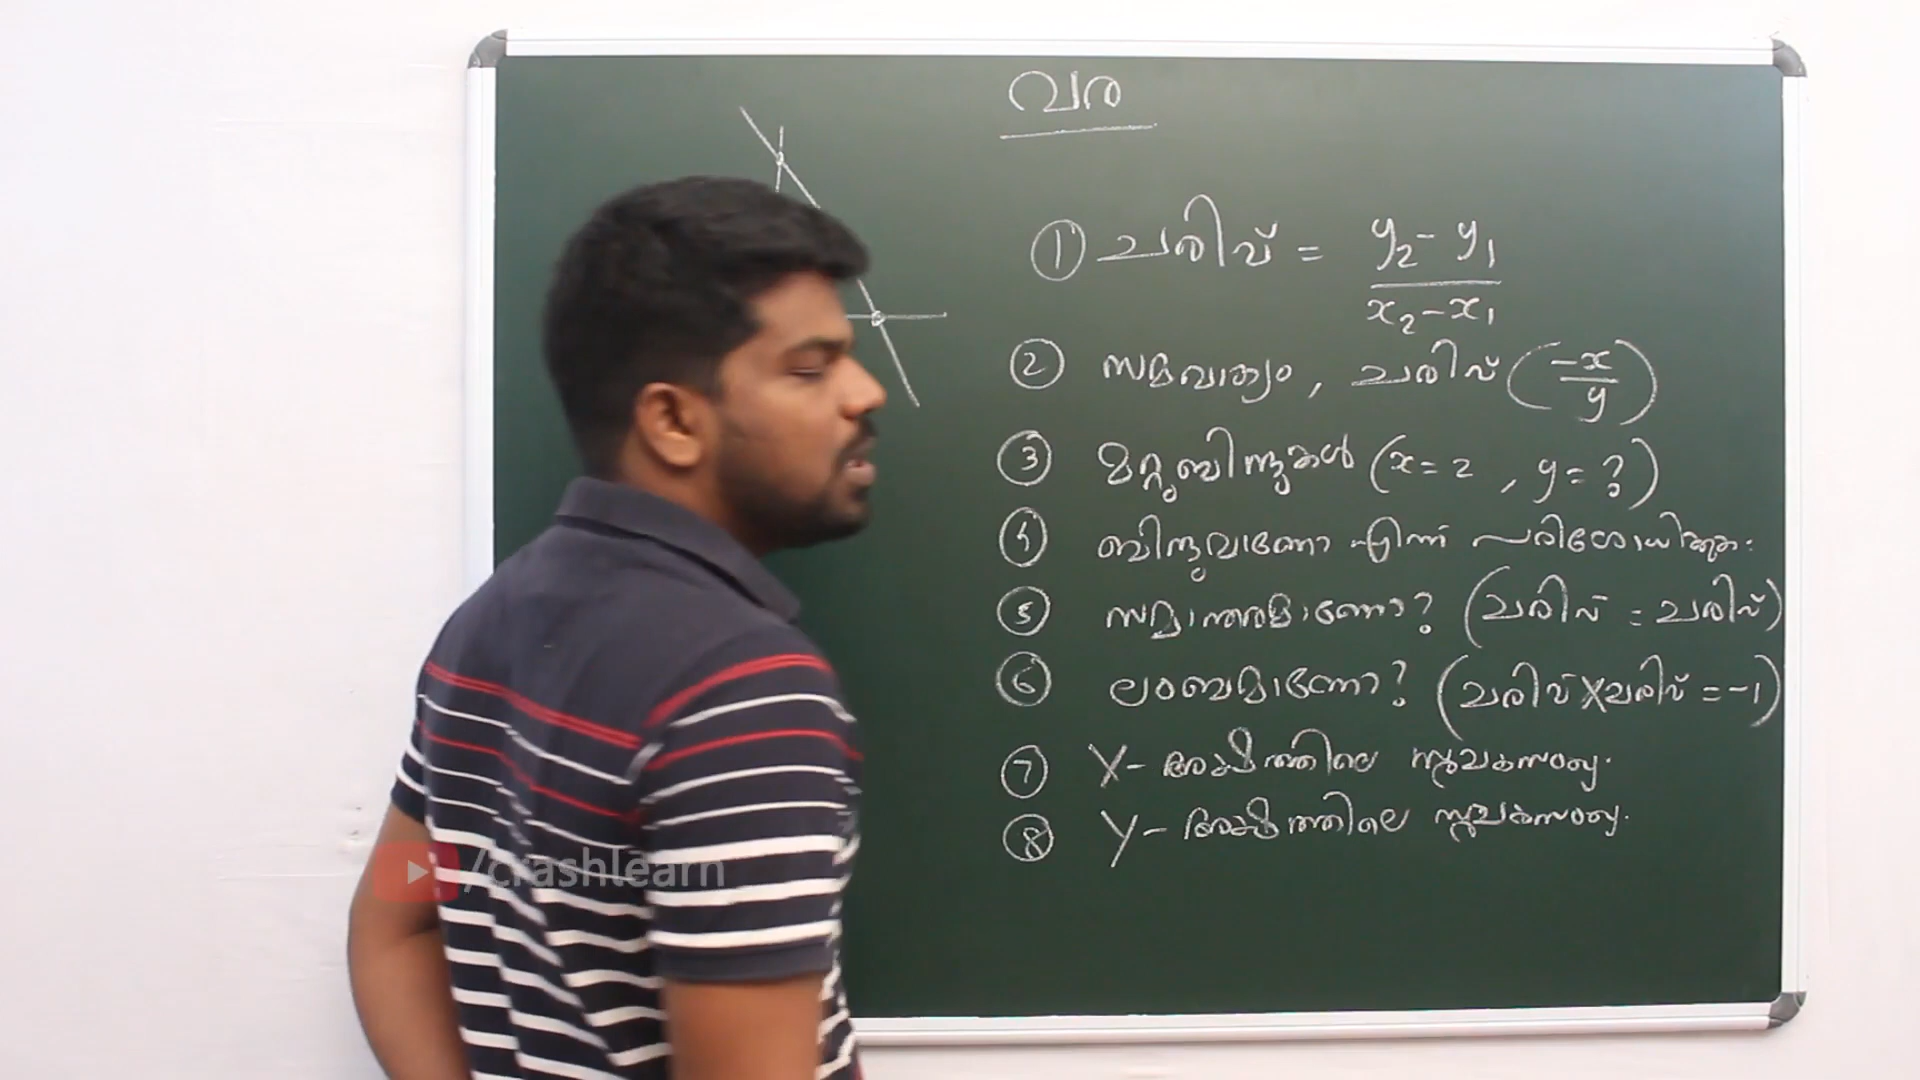 വര
① ചരിവ് = y₂ - y₁ / x₂ - x₁
② സമവാക്യം, ചരിവ് (-x/y)
③ മറ്റുബിന്ദുക്കൾ (x = 2, y = ?)
④ ബിന്ദുവാണോ എന്ന് പരിശോധിക്കുക.
⑤ സമാന്തരമാണോ? (ചരിവ് = ചരിവ്)
⑥ ലംബമാണോ? (ചരിവ് X ചരിവ് = -1)
⑦ X - അക്ഷത്തിലെ സൂചകസംഖ്യ.
⑧ Y - അക്ഷത്തിലെ സൂചകസംഖ്യ.
/crashlearn